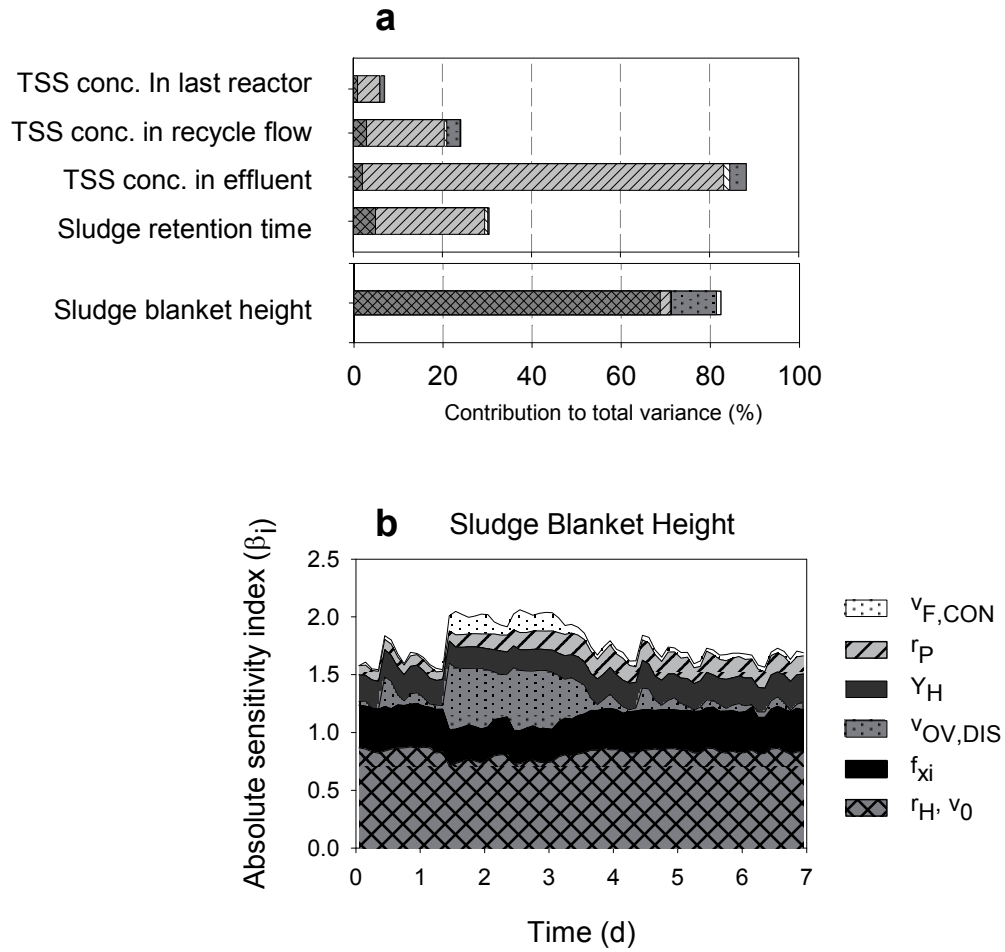 a
TSS conc. In last reactor
TSS conc. in recycle flow
TSS conc. in effluent
Sludge retention time
Sludge blanket height
0 20 40 60 80 100
Contribution to total variance (%)
b Sludge Blanket Height
Absolute sensitivity index (βi)
2.5
2.0
1.5
1.0
0.5
0.0
0 1 2 3 4 5 6 7
Time (d)
vF,CON
rP
YH
vOV,DIS
fxi
rH, v0